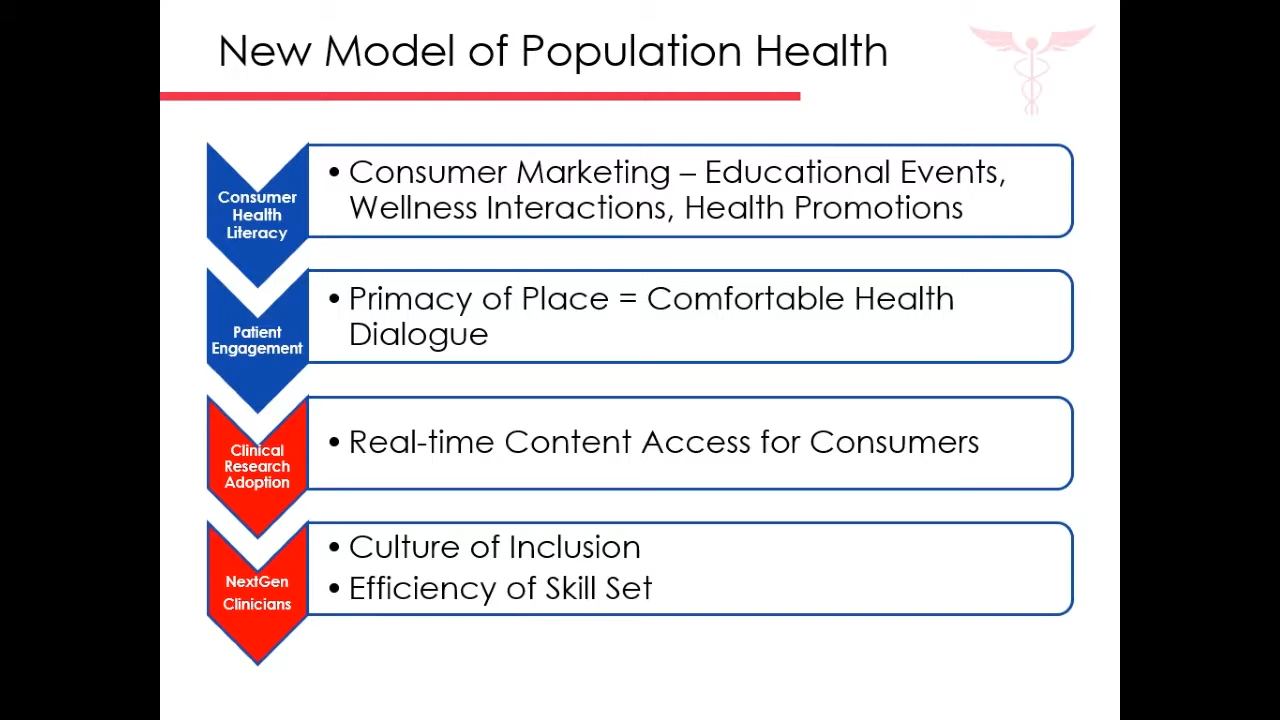 New Model of Population Health
Consumer
Health
Literacy
• Consumer Marketing – Educational Events,
Wellness Interactions, Health Promotions
Patient
Engagement
• Primacy of Place = Comfortable Health
Dialogue
Clinical
Research
Adoption
• Real-time Content Access for Consumers
NextGen
Clinicians
• Culture of Inclusion
• Efficiency of Skill Set